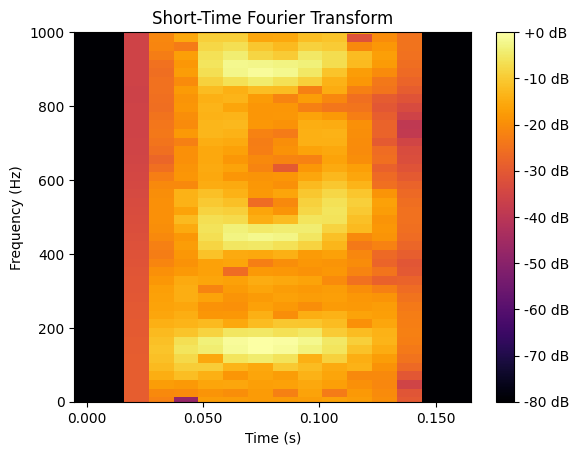 Short-Time Fourier Transform
1000
800
600
400
200
0
Frequency (Hz)
0.000
0.050
0.100
0.150
Time (s)
+0 dB
-10 dB
-20 dB
-30 dB
-40 dB
-50 dB
-60 dB
-70 dB
-80 dB